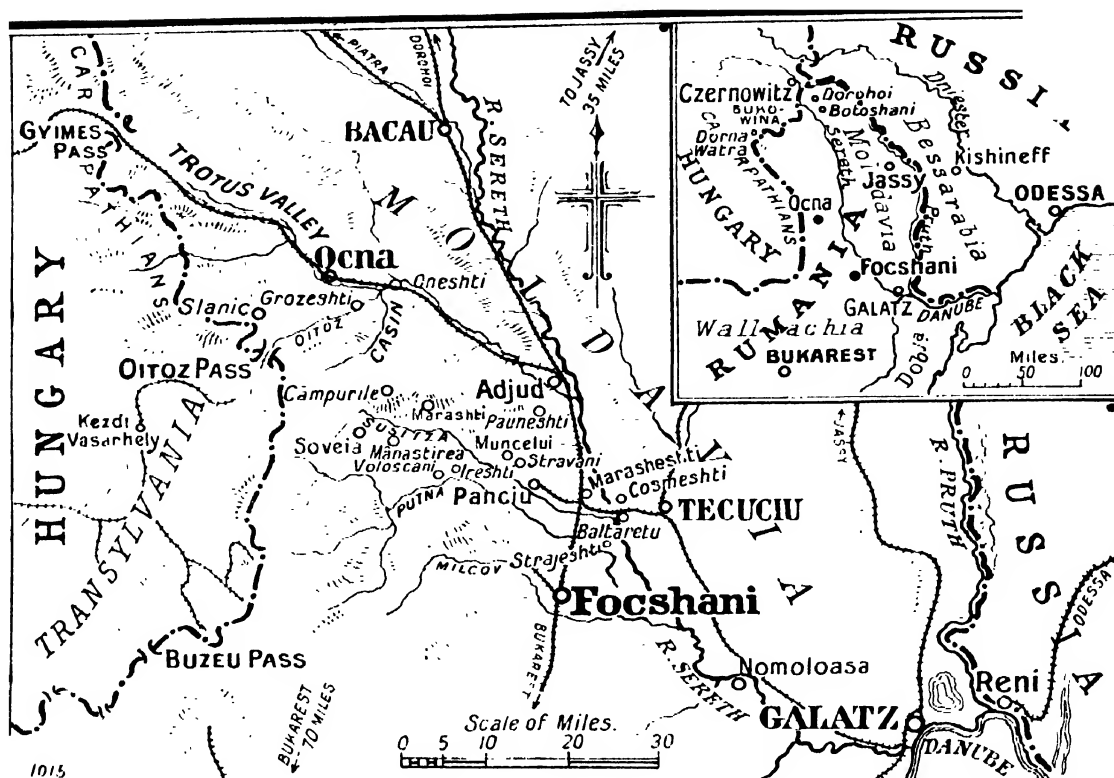 CARPATHIANS
GYIMES PASS
PIATRA
DOROHOI
R. SERETH
TO JASSY
35 MILES
BACAU
TROTUS VALLEY
MOLDAVIA
HUNGARY
Ocna
Oneshti
Grozeshti
Slanic
OITOZ
CASIN
OITOZ PASS
Adjud
Campurile
Marashti
Pauneshti
Kezdi
Vasarhely
SUSITZA
Soveia
Manastirea
Muncelui
Stravani
Voloscani
Ireshti
Marasheshti
Cosmeshti
PUTNA
Panciu
TECUCIU
Baltaretu
Strajeshti
MILCOV
TRANSYLVANIA
Focshani
BUKAREST
BUZEU PASS
R. SERETH
Nomoloasa
BUKAREST
70 MILES
Scale of Miles.
0 5 10 20 30
GALATZ
Reni
DANUBE
JASSY
R. PRUTH
RUSSIA
ODESSA
1015
RUSSI
Czernowitz
Dorohoi
Botoshani
BUKO-
WINA
Dorna
Watra
CARPATHIANS
HUNGARY
Sereth
Moldavia
Jassy
Pruth
Bessarabia
Dniester
Kishineff
ODESSA
Ocna
Focshani
RUMANIA
GALATZ
DANUBE
BLACK
SEA
Wallachia
BUKAREST
Miles.
0 50 100